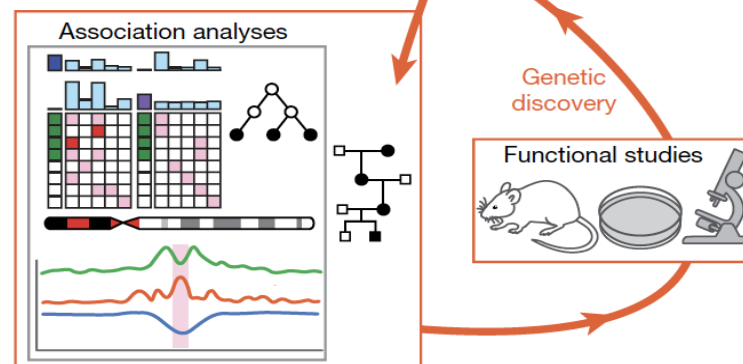 Association analyses
Genetic
discovery
Functional studies